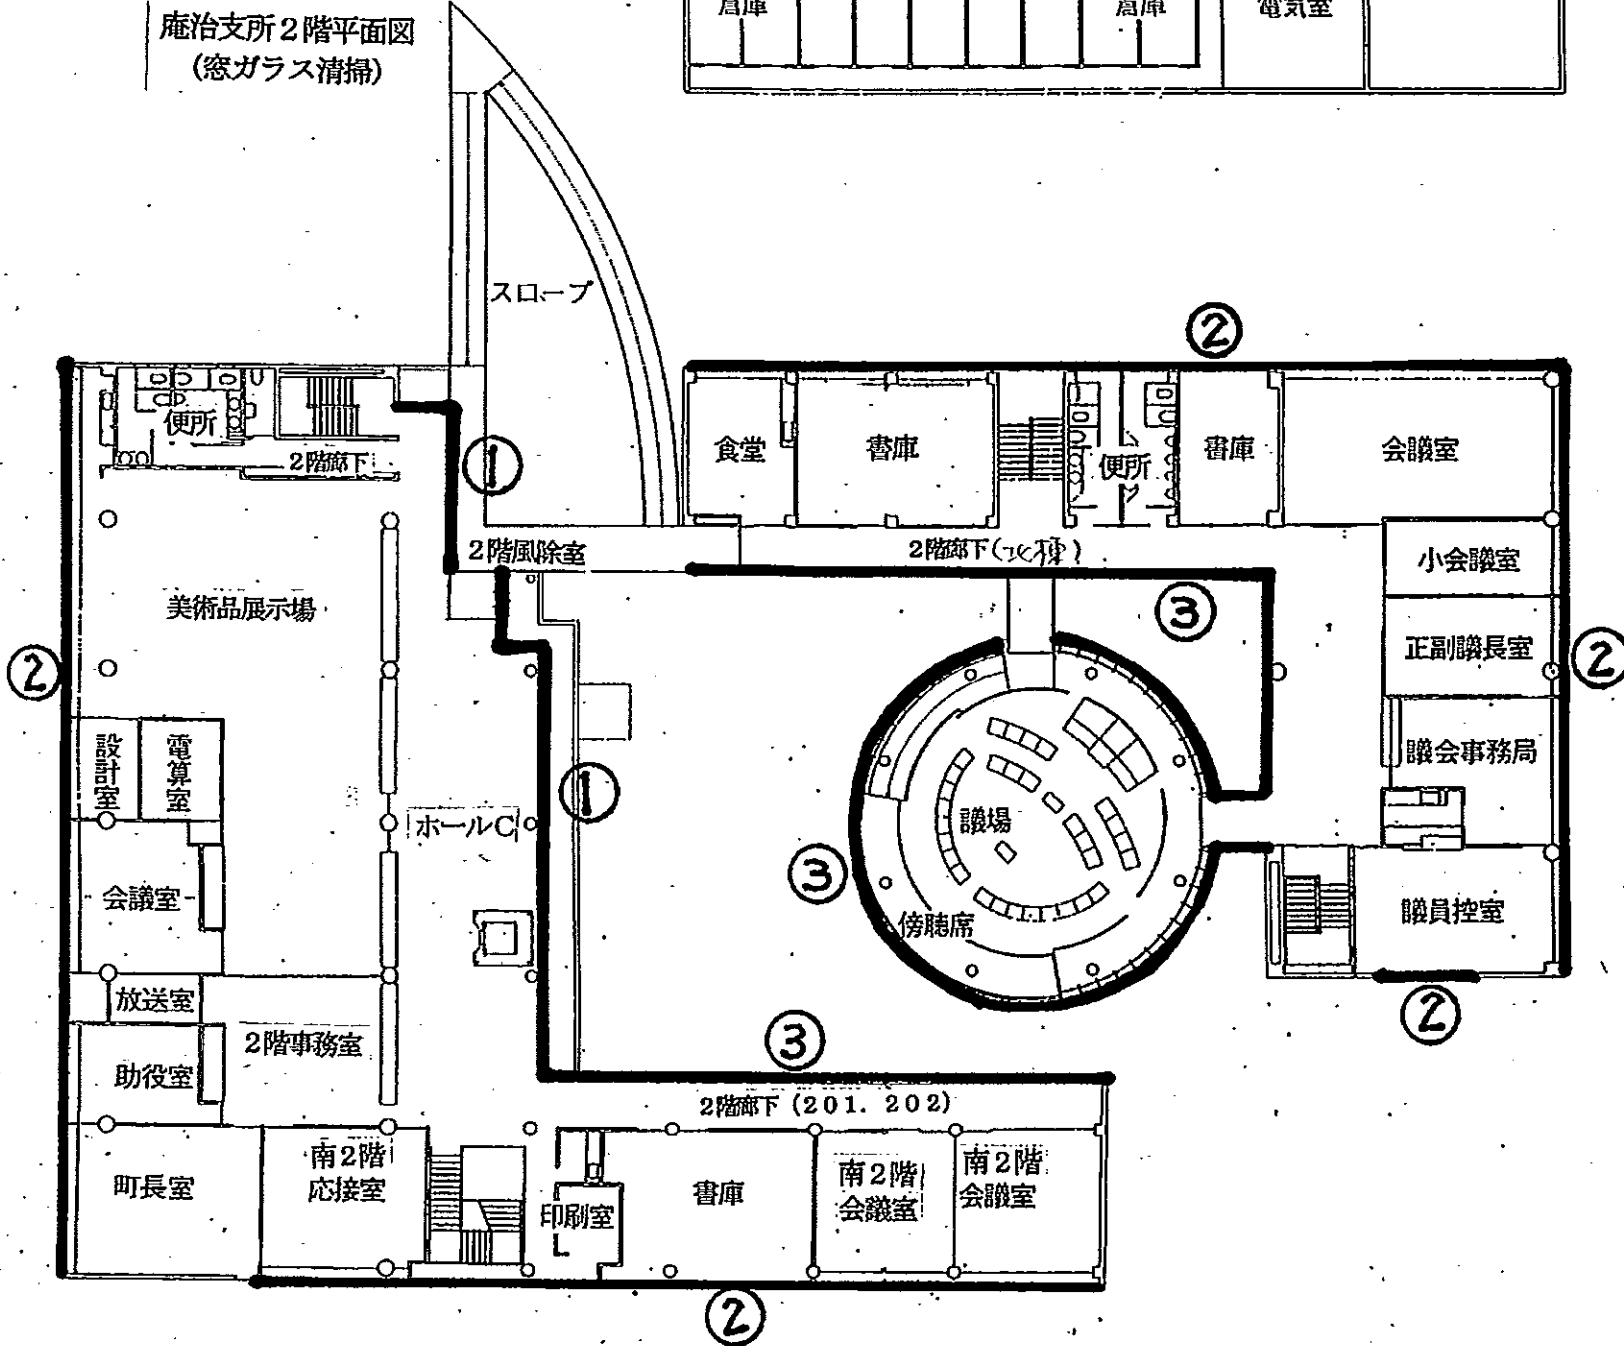 庵治支所２階平面図
(窓ガラス清掃)
倉庫
倉庫
電気室
スロープ
②
便所
2階廊下
①
食堂
書庫
便所
書庫
会議室
2階風除室
2階廊下(北棟)
小会議室
美術品展示場
③
②
正副議長室
②
設計室
電算室
議会事務局
①
ホールC
議場
③
会議室
傍聴席
議員控室
放送室
②
2階事務室
③
助役室
2階廊下 (201. 202)
町長室
南2階
応接室
印刷室
書庫
南2階
会議室
南2階
会議室
②